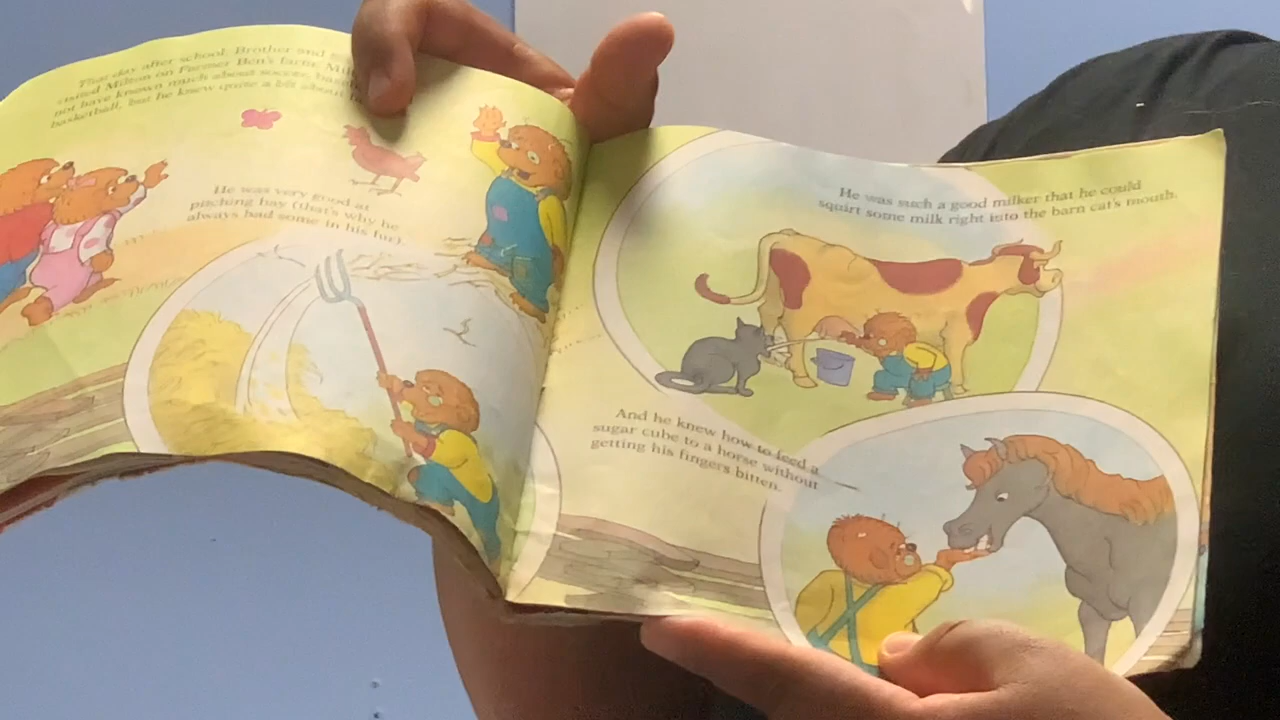 That day after school, Brother and
visited Milton on Farmer Ben's farm.
not have known much about soccer,
basketball, but he knew quite a bit about
He was very good at
pitching hay (that's why he
always had some in his fur).
He was such a good milker that he could
squirt some milk right into the barn cat's mouth.
And he knew how to feed a
sugar cube to a horse without
getting his fingers bitten.